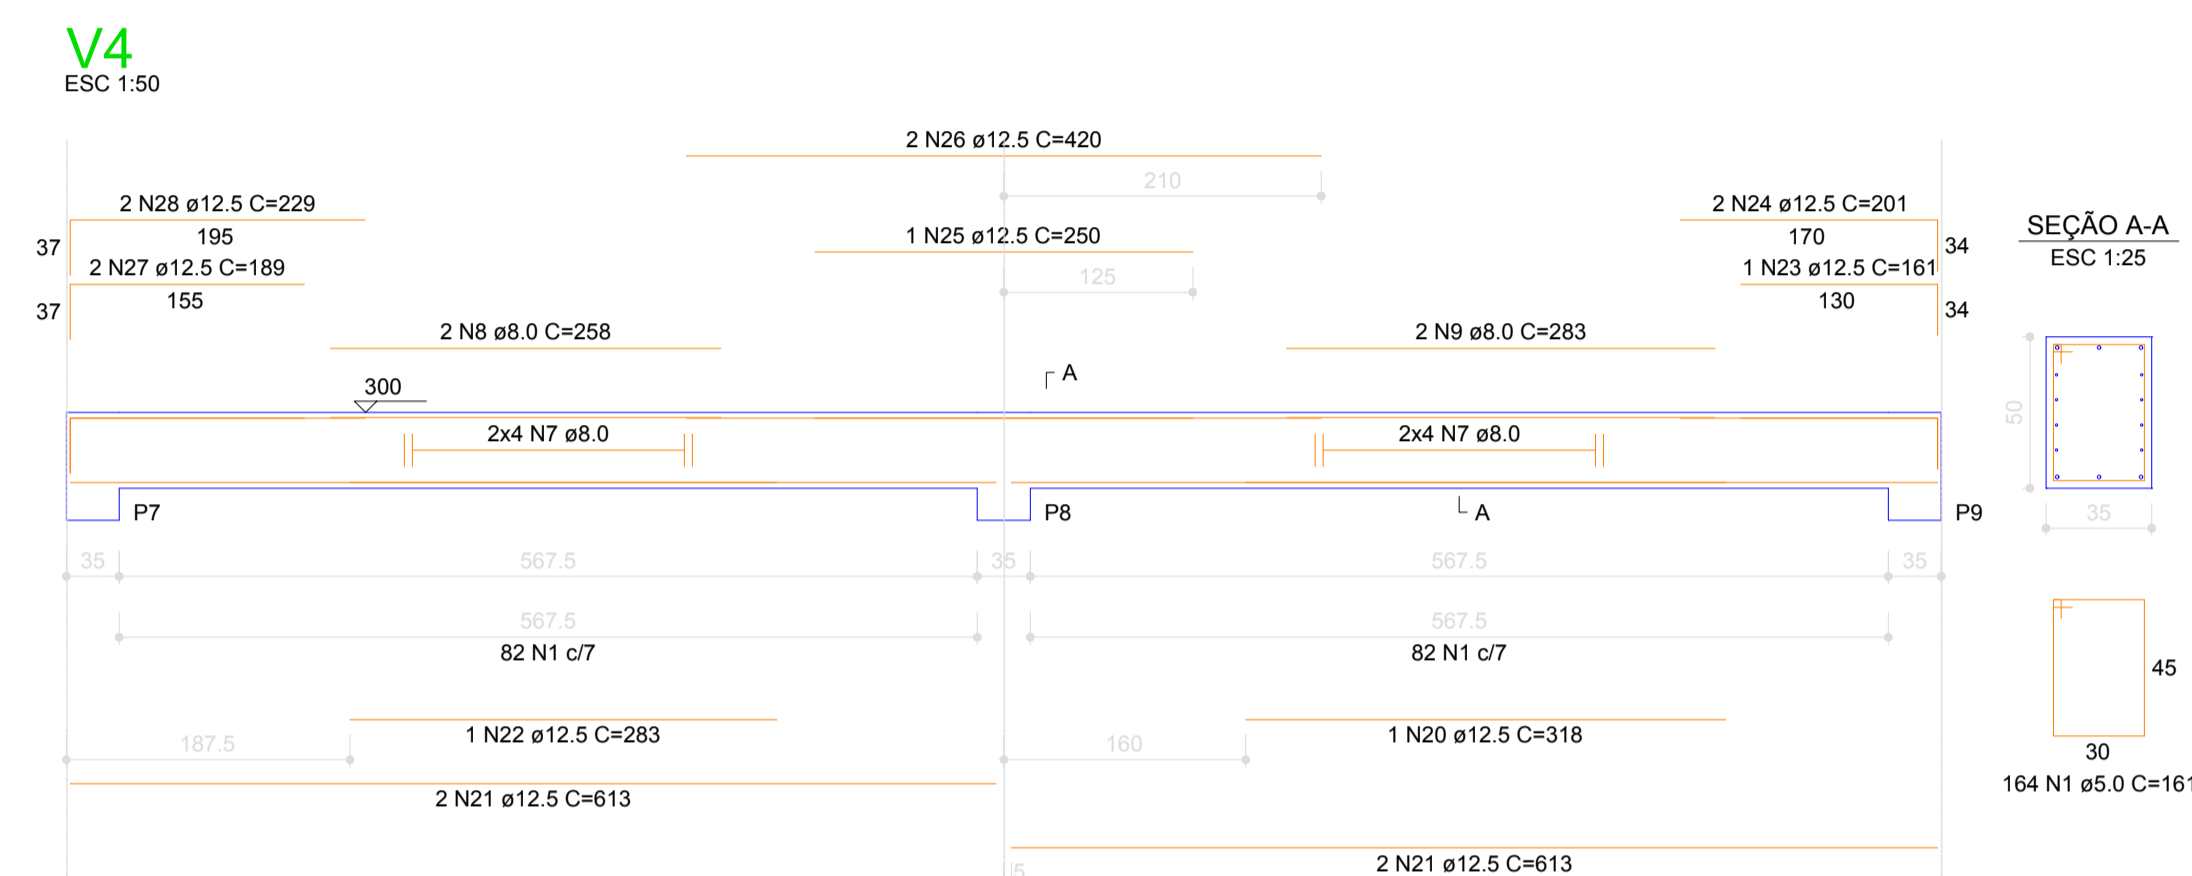 V4
ESC 1:50
2 N26 ø12.5 C=420
210
2 N28 ø12.5 C=229
195
37
2 N24 ø12.5 C=201
170
34
SEÇÃO A-A
ESC 1:25
1 N25 ø12.5 C=250
125
2 N27 ø12.5 C=189
155
37
1 N23 ø12.5 C=161
130
34
2 N8 ø8.0 C=258
2 N9 ø8.0 C=283
A
300
2x4 N7 ø8.0
2x4 N7 ø8.0
50
35
P7
P8
A
P9
35
567.5
35
567.5
35
567.5
82 N1 c/7
567.5
82 N1 c/7
45
30
164 N1 ø5.0 C=161
187.5
1 N22 ø12.5 C=283
160
1 N20 ø12.5 C=318
2 N21 ø12.5 C=613
2 N21 ø12.5 C=613
5